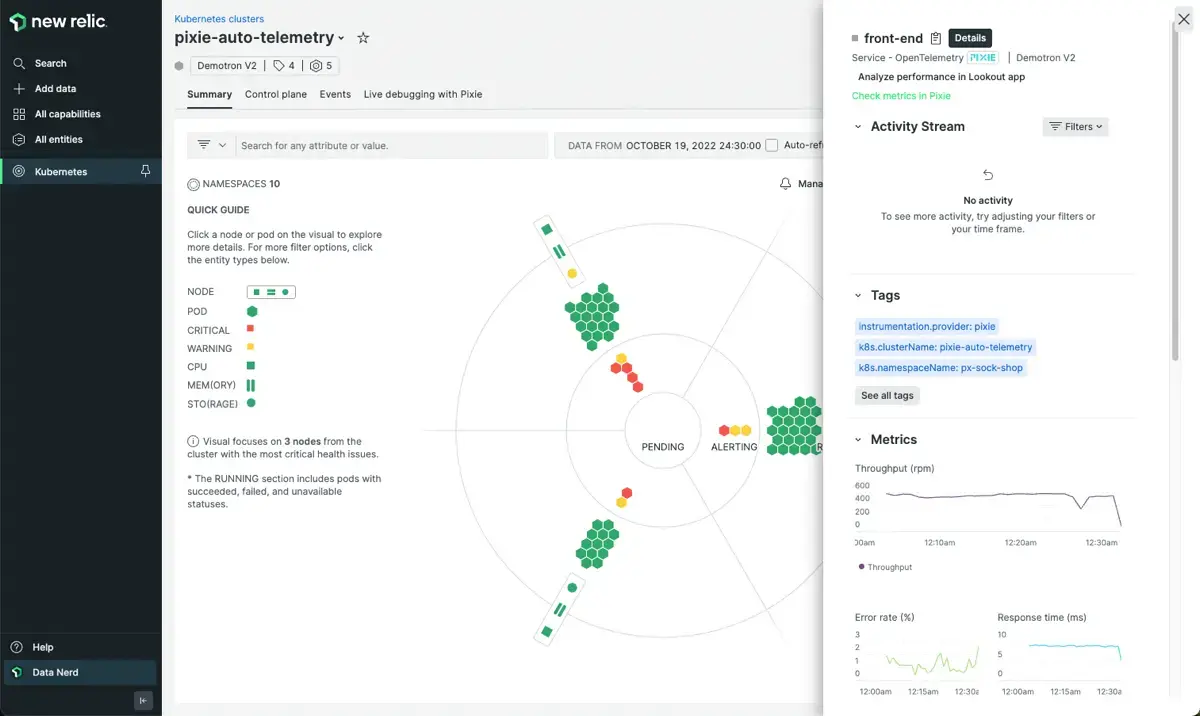 new relic.
Search
Add data
All capabilities
All entities
Kubernetes
Help
Data Nerd
Kubernetes clusters
pixie-auto-telemetry
Demotron V2 | 4 | 5
Summary Control plane Events Live debugging with Pixie
Search for any attribute or value.
DATA FROM OCTOBER 19, 2022 24:30:00 Auto-refr
NAMESPACES 10
Mana
QUICK GUIDE
Click a node or pod on the visual to explore
more details. For more filter options, click
the entity types below.
NODE
POD
CRITICAL
WARNING
CPU
MEM(ORY)
STO(RAGE)
Visual focuses on 3 nodes from the
cluster with the most critical health issues.
* The RUNNING section includes pods with
succeeded, failed, and unavailable
statuses.
PENDING
ALERTING
R
front-end Details
Service - OpenTelemetry PIXIE | Demotron V2
Analyze performance in Lookout app
Check metrics in Pixie
Activity Stream
Filters
No activity
To see more activity, try adjusting your filters or
your time frame.
Tags
instrumentation.provider: pixie
k8s.clusterName: pixie-auto-telemetry
k8s.namespaceName: px-sock-shop
See all tags
Metrics
Throughput (rpm)
600
400
200
0
00am 12:10am 12:20am 12:30am
Throughput
Error rate (%)
3
2
1
0
12:00am 12:15am 12:30a
Response time (ms)
10
5
0
12:00am 12:15am 12:30a